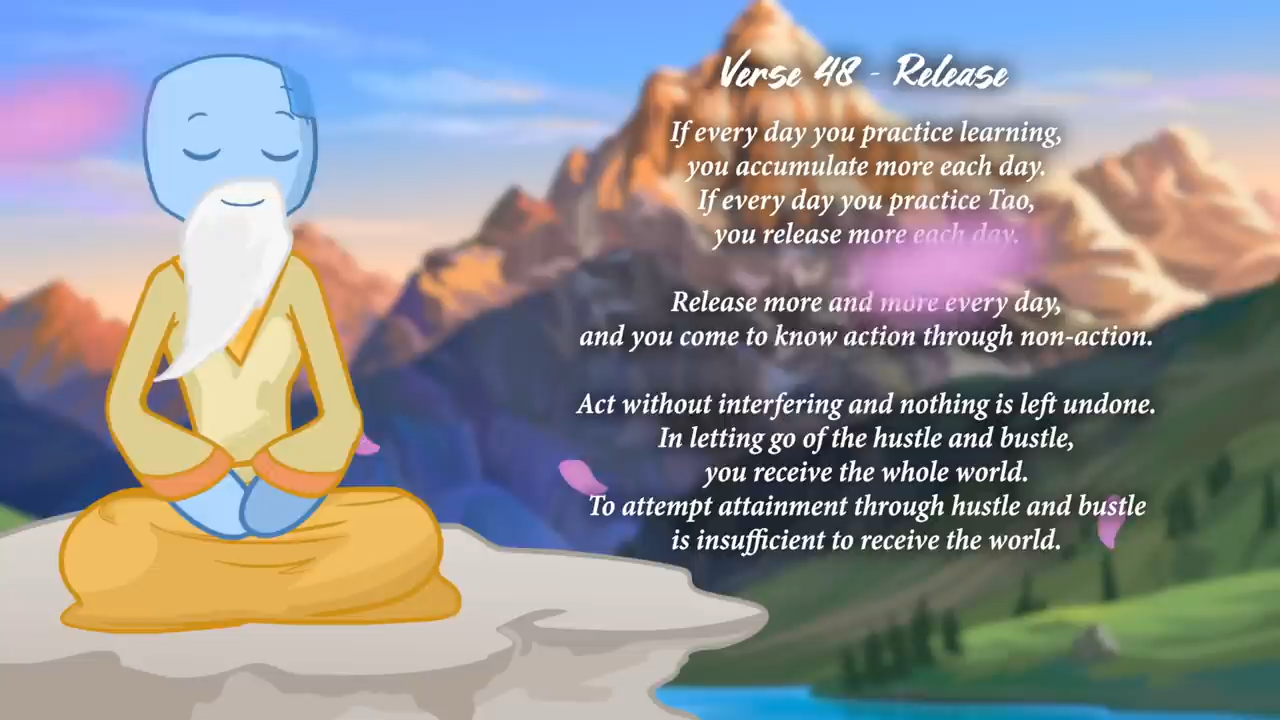 Verse 48 - Release
If every day you practice learning,
you accumulate more each day.
If every day you practice Tao,
you release more each day.
Release more and more every day,
and you come to know action through non-action.
Act without interfering and nothing is left undone.
In letting go of the hustle and bustle,
you receive the whole world.
To attempt attainment through hustle and bustle
is insufficient to receive the world.